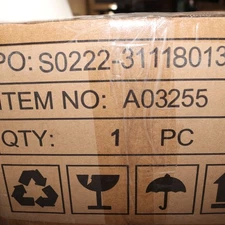 PO: S0222-31118013
ITEM NO: A03255
QTY: 1 PC